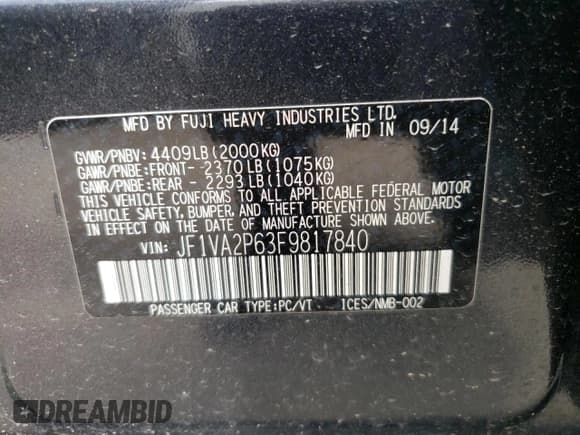 MFD BY FUJI HEAVY INDUSTRIES LTD.
MFD IN 09/14
GVWR/PNBV: 4409LB(2000KG)
GAWR/PNBE:FRONT- 2370LB(1075KG)
GAWR/PNBE:REAR - 2293LB(1040KG)
THIS VEHICLE CONFORMS TO ALL APPLICABLE FEDERAL MOTOR
VEHICLE SAFETY, BUMPER, AND THEFT PREVENTION STANDARDS
IN EFFECT ON THE DATE OF MANUFACTURE SHOWN ABOVE.
VIN: JF1VA2P63F9817840
PASSENGER CAR TYPE:PC/VT ICES/NMB-002
DREAMBID